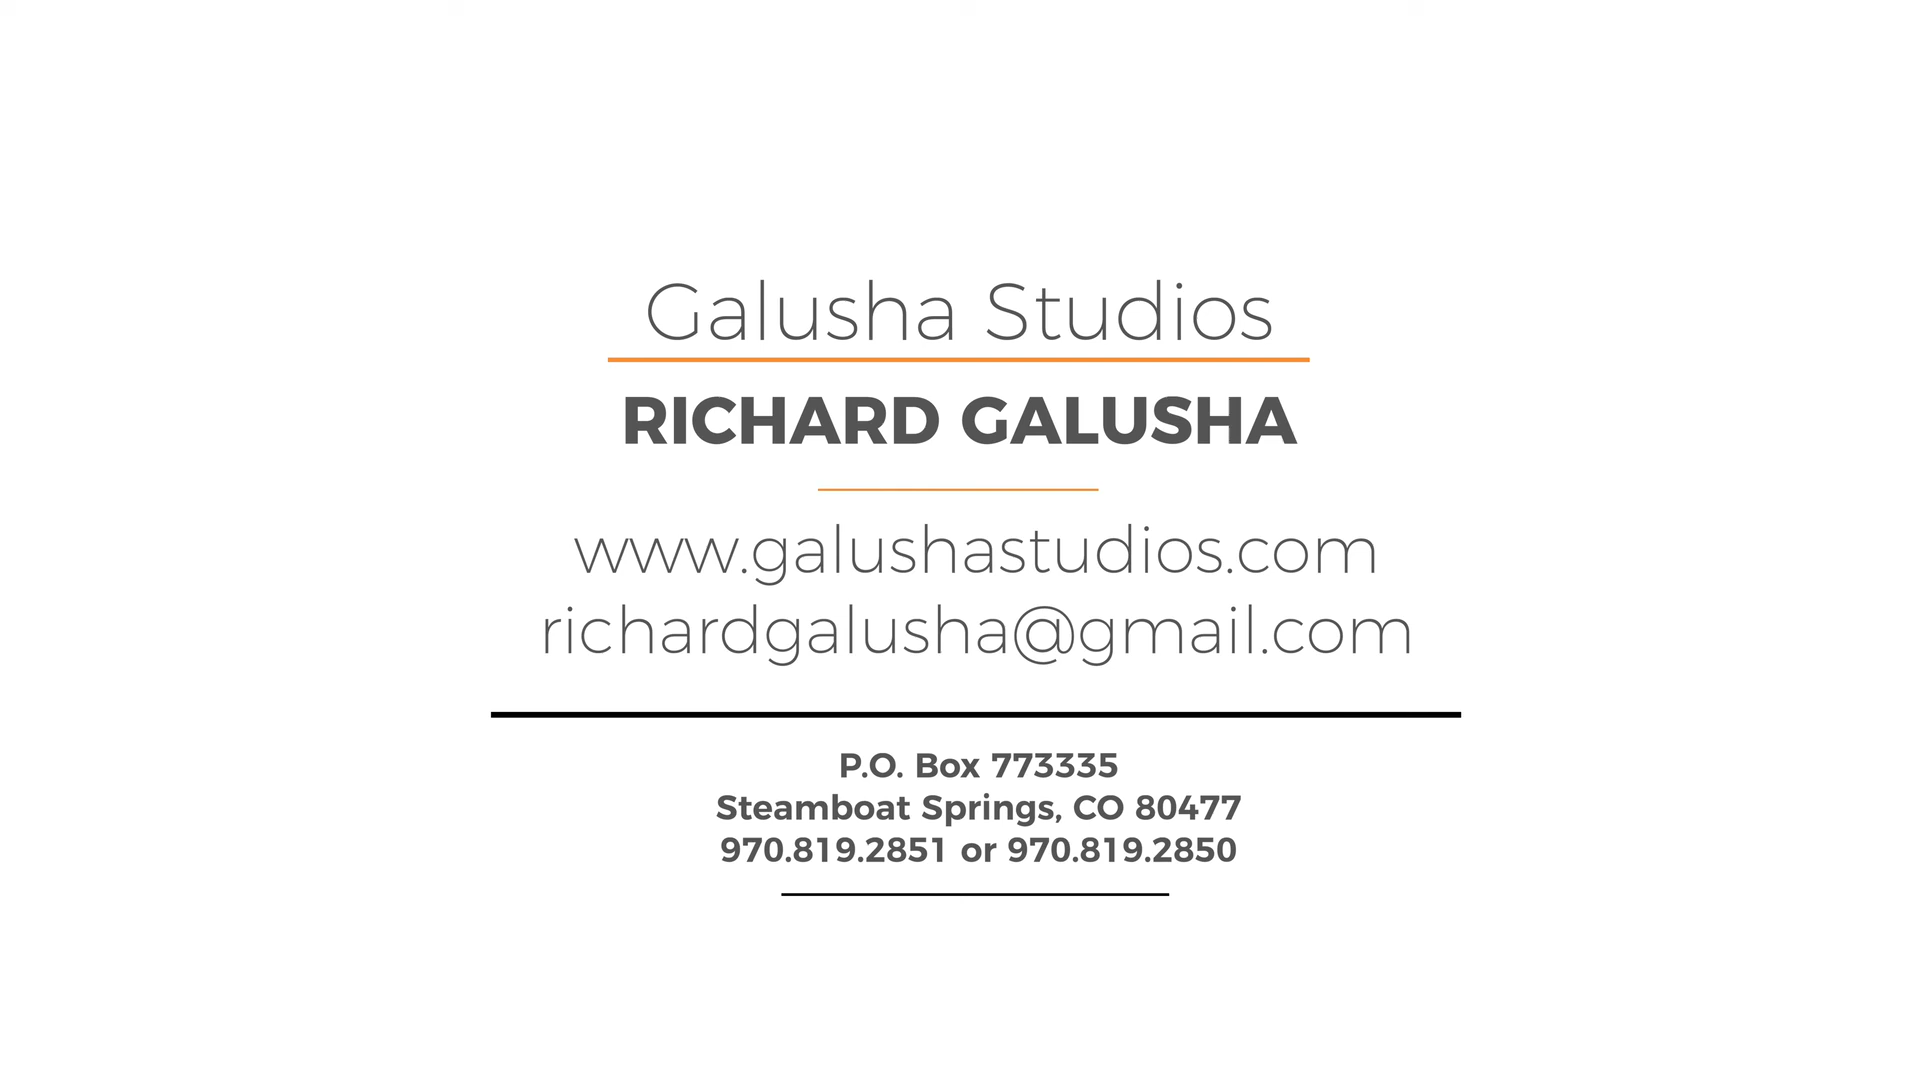 Galusha Studios
RICHARD GALUSHA
www.galushastudios.com
richardgalusha@gmail.com
P.O. Box 773335
Steamboat Springs, CO 80477
970.819.2851 or 970.819.2850